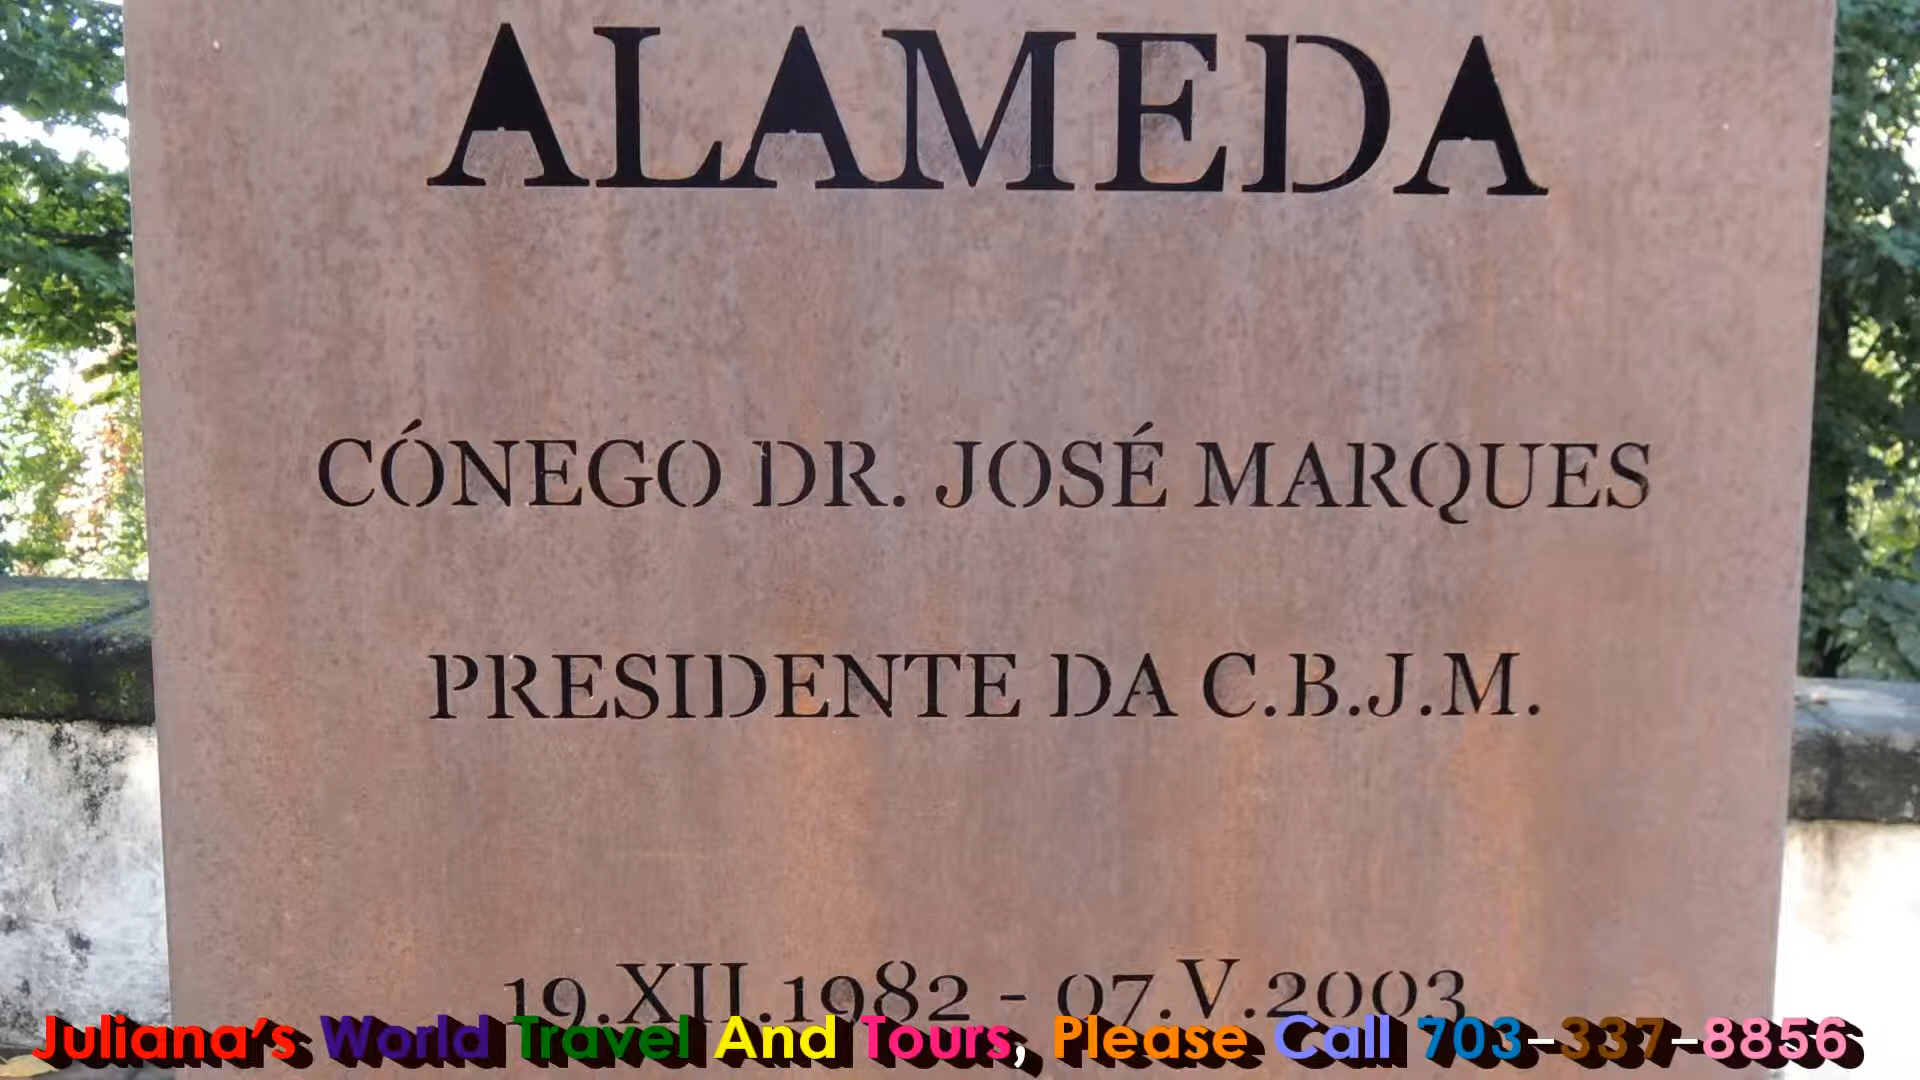 ALAMEDA
CÓNEGO DR. JOSÉ MARQUES
PRESIDENTE DA C.B.J.M.
19.XII.1982 - 07.V.2003
Juliana's World Travel And Tours, Please Call 703-337-8856